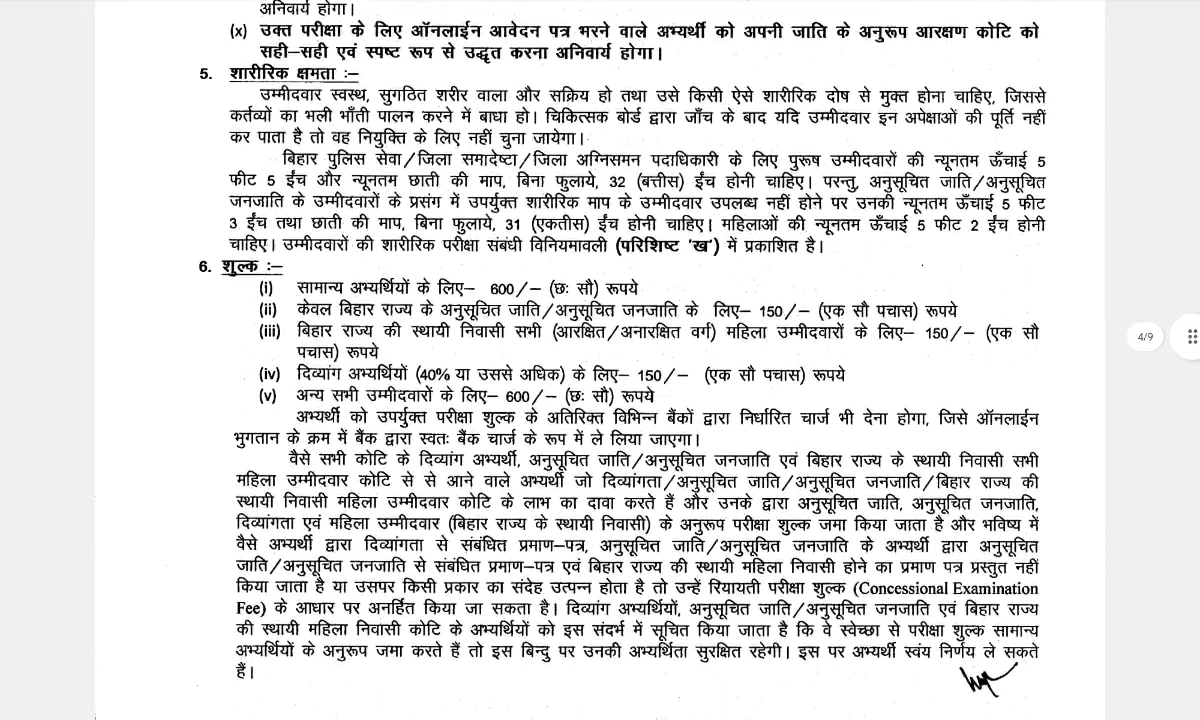 अनिवार्य होगा।
(x) उक्त परीक्षा के लिए ऑनलाईन आवेदन पत्र भरने वाले अभ्यर्थी को अपनी जाति के अनुरूप आरक्षण कोटि को
सही–सही एवं स्पष्ट रूप से उद्धृत करना अनिवार्य होगा।
5. शारीरिक क्षमता :–
उम्मीदवार स्वस्थ, सुगठित शरीर वाला और सक्रिय हो तथा उसे किसी ऐसे शारीरिक दोष से मुक्त होना चाहिए, जिससे
कर्तव्यों का भली भाँती पालन करने में बाधा हो। चिकित्सक बोर्ड द्वारा जाँच के बाद यदि उम्मीदवार इन अपेक्षाओं की पूर्ति नहीं
कर पाता है तो वह नियुक्ति के लिए नहीं चुना जायेगा।
बिहार पुलिस सेवा/जिला समादेष्टा/जिला अग्निसमन पदाधिकारी के लिए पुरूष उम्मीदवारों की न्यूनतम ऊँचाई 5
फीट 5 ईंच और न्यूनतम छाती की माप, बिना फुलाये, 32 (बत्तीस) ईंच होनी चाहिए। परन्तु, अनुसूचित जाति/अनुसूचित
जनजाति के उम्मीदवारों के प्रसंग में उपर्युक्त शारीरिक माप के उम्मीदवार उपलब्ध नहीं होने पर उनकी न्यूनतम ऊँचाई 5 फीट
3 ईंच तथा छाती की माप, बिना फुलाये, 31 (एकतीस) ईंच होनी चाहिए। महिलाओं की न्यूनतम ऊँचाई 5 फीट 2 ईंच होनी
चाहिए। उम्मीदवारों की शारीरिक परीक्षा संबंधी विनियमावली (परिशिष्ट 'ख') में प्रकाशित है।
6. शुल्क :–
(i) सामान्य अभ्यर्थियों के लिए– 600/– (छः सौ) रूपये
(ii) केवल बिहार राज्य के अनुसूचित जाति/अनुसूचित जनजाति के लिए– 150/– (एक सौ पचास) रूपये
(iii) बिहार राज्य की स्थायी निवासी सभी (आरक्षित/अनारक्षित वर्ग) महिला उम्मीदवारों के लिए– 150/– (एक सौ
पचास) रूपये
(iv) दिव्यांग अभ्यर्थियों (40% या उससे अधिक) के लिए– 150/– (एक सौ पचास) रूपये
(v) अन्य सभी उम्मीदवारों के लिए– 600/– (छः सौ) रूपये
अभ्यर्थी को उपर्युक्त परीक्षा शुल्क के अतिरिक्त विभिन्न बैंकों द्वारा निर्धारित चार्ज भी देना होगा, जिसे ऑनलाईन
भुगतान के क्रम में बैंक द्वारा स्वतः बैंक चार्ज के रूप में ले लिया जाएगा।
वैसे सभी कोटि के दिव्यांग अभ्यर्थी, अनुसूचित जाति/अनुसूचित जनजाति एवं बिहार राज्य के स्थायी निवासी सभी
महिला उम्मीदवार कोटि से से आने वाले अभ्यर्थी जो दिव्यांगता/अनुसूचित जाति/अनुसूचित जनजाति/बिहार राज्य की
स्थायी निवासी महिला उम्मीदवार कोटि के लाभ का दावा करते हैं और उनके द्वारा अनुसूचित जाति, अनुसूचित जनजाति,
दिव्यांगता एवं महिला उम्मीदवार (बिहार राज्य के स्थायी निवासी) के अनुरूप परीक्षा शुल्क जमा किया जाता है और भविष्य में
वैसे अभ्यर्थी द्वारा दिव्यांगता से संबंधित प्रमाण–पत्र, अनुसूचित जाति/अनुसूचित जनजाति के अभ्यर्थी द्वारा अनुसूचित
जाति/अनुसूचित जनजाति से संबंधित प्रमाण–पत्र एवं बिहार राज्य की स्थायी महिला निवासी होने का प्रमाण पत्र प्रस्तुत नहीं
किया जाता है या उसपर किसी प्रकार का संदेह उत्पन्न होता है तो उन्हें रियायती परीक्षा शुल्क (Concessional Examination
Fee) के आधार पर अनर्हित किया जा सकता है। दिव्यांग अभ्यर्थियों, अनुसूचित जाति/अनुसूचित जनजाति एवं बिहार राज्य
की स्थायी महिला निवासी कोटि के अभ्यर्थियों को इस संदर्भ में सूचित किया जाता है कि वे स्वेच्छा से परीक्षा शुल्क सामान्य
अभ्यर्थियों के अनुरूप जमा करते हैं तो इस बिन्दु पर उनकी अभ्यर्थिता सुरक्षित रहेगी। इस पर अभ्यर्थी स्वंय निर्णय ले सकते
हैं।
4/9